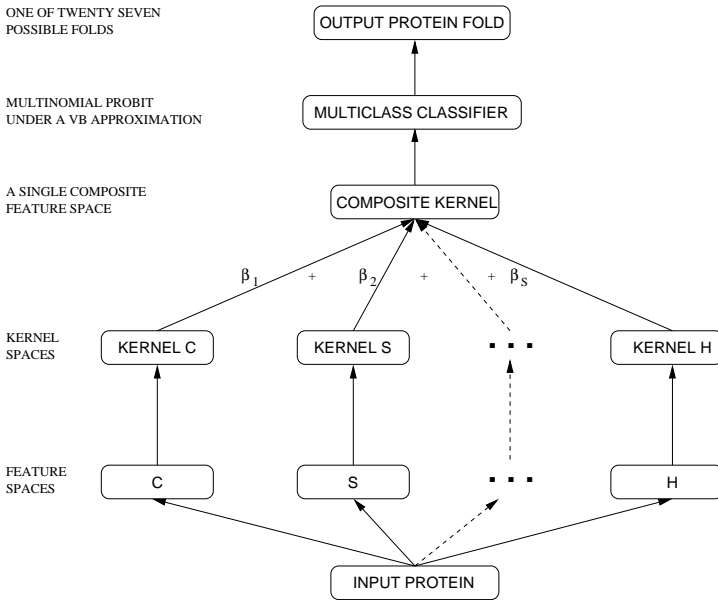 ONE OF TWENTY SEVEN
POSSIBLE FOLDS
OUTPUT PROTEIN FOLD
MULTINOMIAL PROBIT
UNDER A VB APPROXIMATION
MULTICLASS CLASSIFIER
A SINGLE COMPOSITE
FEATURE SPACE
COMPOSITE KERNEL
β1 + β2 + + βS
KERNEL
SPACES
KERNEL C
KERNEL S
...
KERNEL H
FEATURE
SPACES
C
S
...
H
INPUT PROTEIN